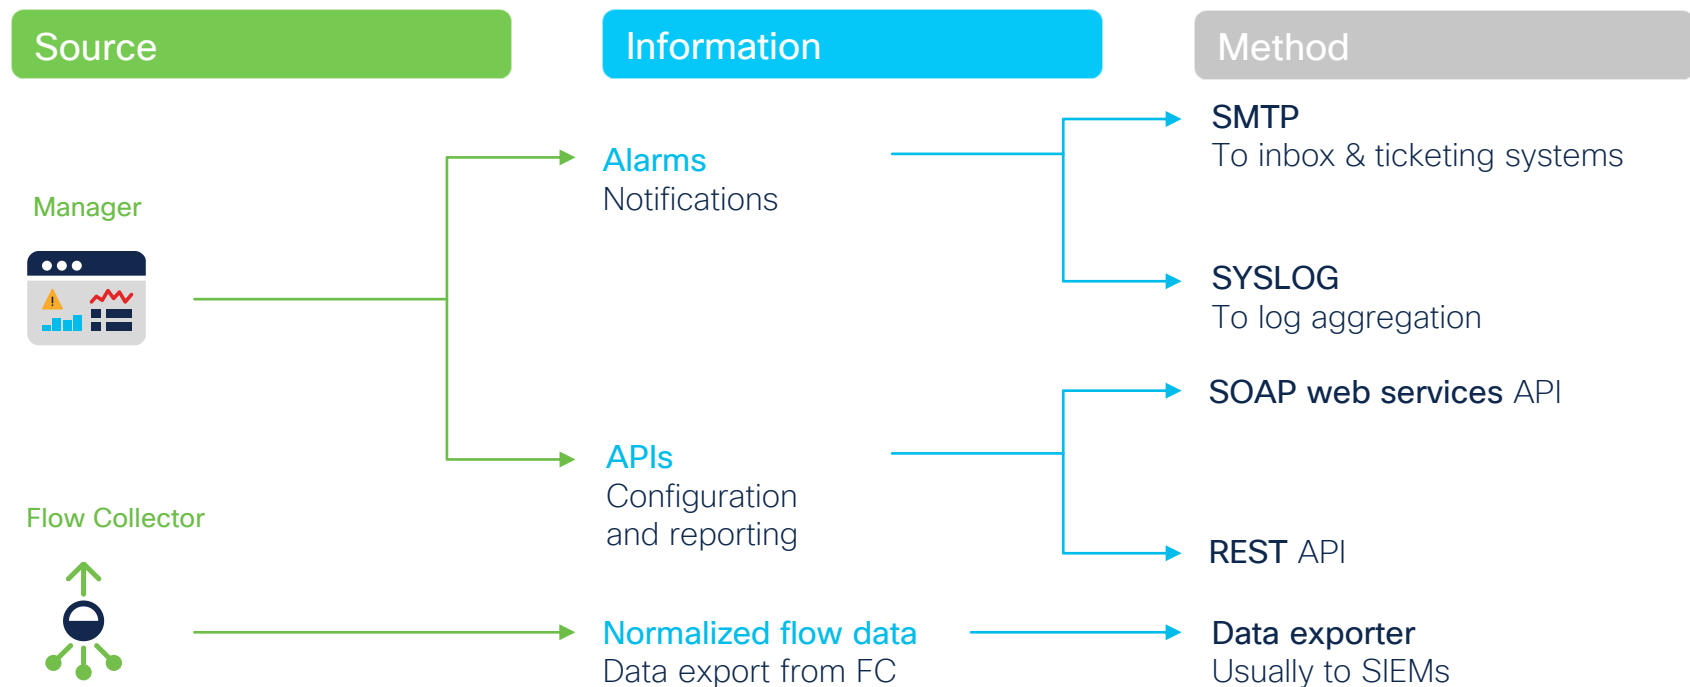 Source
Information
Method
Manager
Alarms
Notifications
SMTP
To inbox & ticketing systems
SYSLOG
To log aggregation
APIs
Configuration
and reporting
SOAP web services API
REST API
Flow Collector
Normalized flow data
Data export from FC
Data exporter
Usually to SIEMs